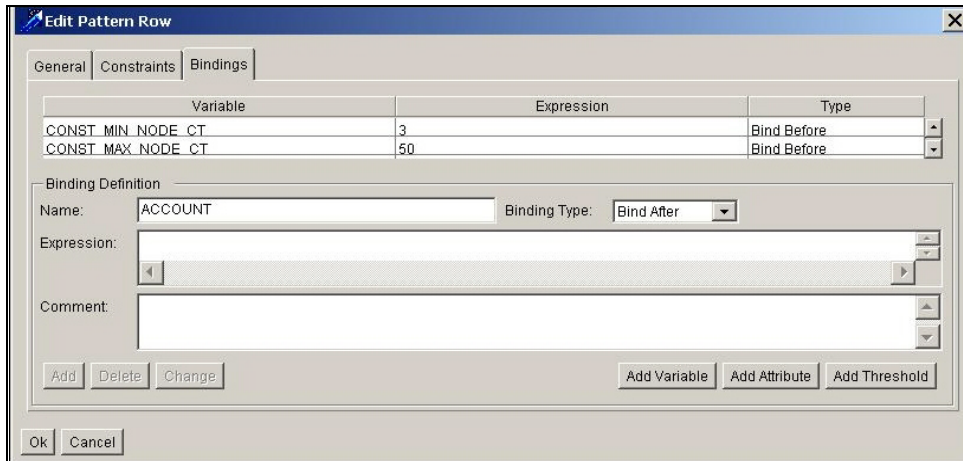 Edit Pattern Row
General Constraints Bindings
Variable Expression Type
CONST_MIN_NODE_CT 3 Bind Before
CONST_MAX_NODE_CT 50 Bind Before
Binding Definition
Name: ACCOUNT Binding Type: Bind After
Expression:
Comment:
Add Delete Change Add Variable Add Attribute Add Threshold
Ok Cancel